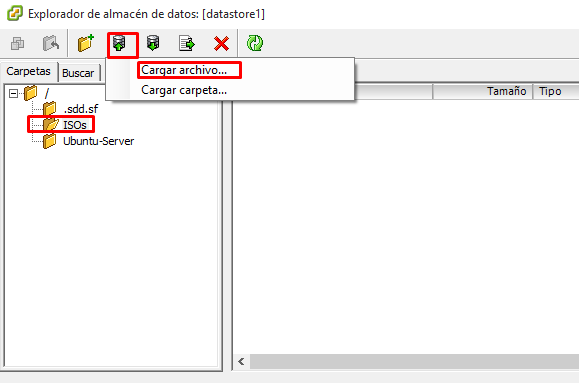 Explorador de almacén de datos: [datastore1]
Carpetas
Buscar
Cargar archivo...
Cargar carpeta...
Tamaño
Tipo
/
.sdd.sf
ISOs
Ubuntu-Server